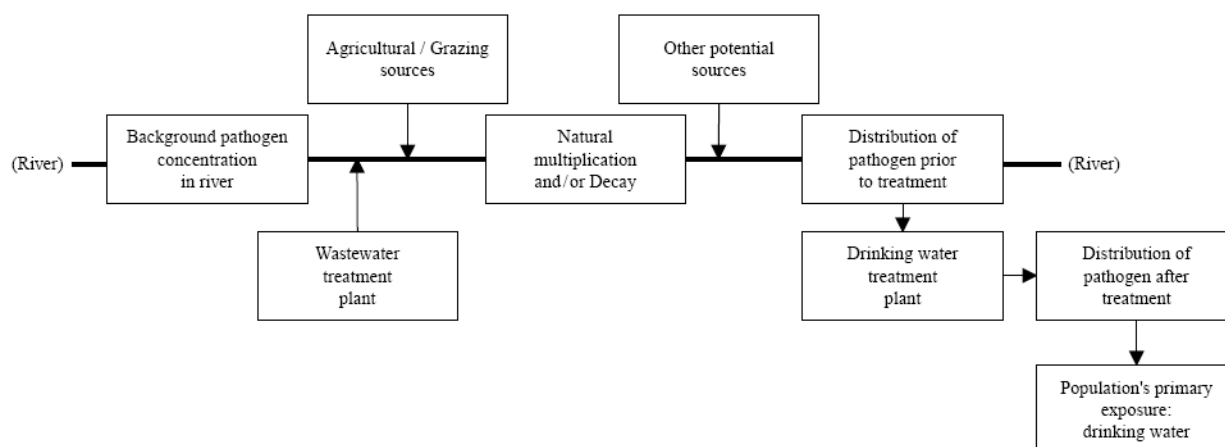 Agricultural / Grazing
sources
Other potential
sources
(River)
Background pathogen
concentration
in river
Natural
multiplication
and/or Decay
Distribution of
pathogen prior
to treatment
(River)
Wastewater
treatment
plant
Drinking water
treatment
plant
Distribution of
pathogen after
treatment
Population's primary
exposure:
drinking water